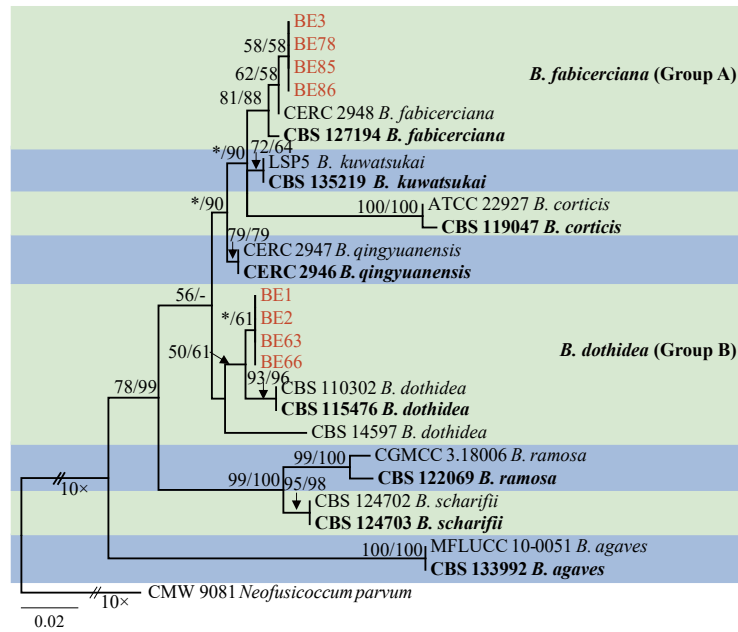 BE3
58/58
BE78
62/58
BE85
B. fabicerciana (Group A)
81/88
BE86
CERC 2948 B. fabicerciana
CBS 127194 B. fabicerciana
*/90
72/64
LSP5 B. kuwatsukai
CBS 135219 B. kuwatsukai
100/100
ATCC 22927 B. corticis
CBS 119047 B. corticis
*/90
79/79
CERC 2947 B. qingyuanensis
CERC 2946 B. qingyuanensis
56/-
BE1
*/61
BE2
BE63
B. dothidea (Group B)
50/61
BE66
93/96
CBS 110302 B. dothidea
CBS 115476 B. dothidea
78/99
CBS 14597 B. dothidea
99/100
CGMCC 3.18006 B. ramosa
CBS 122069 B. ramosa
99/100
95/98
CBS 124702 B. scharifii
CBS 124703 B. scharifii
10×
100/100
MFLUCC 10-0051 B. agaves
CBS 133992 B. agaves
10×
CMW 9081 Neofusicoccum parvum
0.02